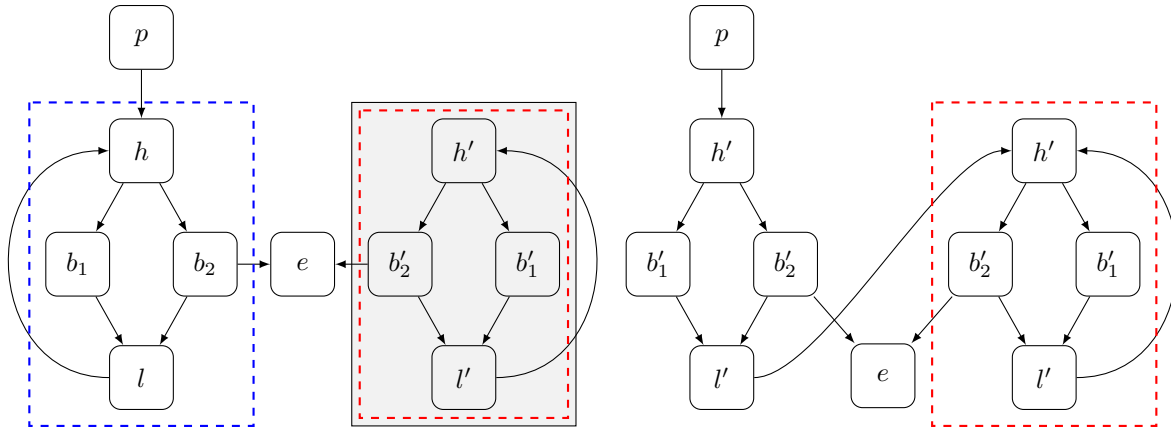 p p
h h′ h′ h′
b₁ b₂ e b′₂ b′₁ b′₁ b′₂ b′₂ b′₁
l l′ l′ e l′